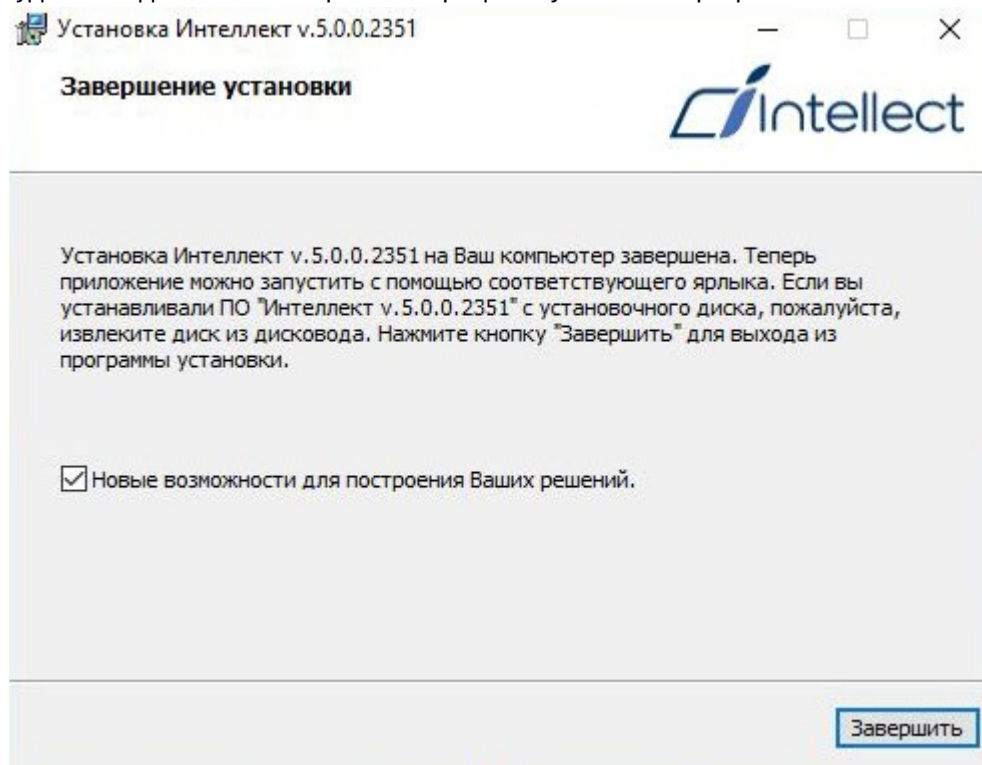 Установка Интеллект v.5.0.0.2351
Завершение установки
Intellect
Установка Интеллект v.5.0.0.2351 на Ваш компьютер завершена. Теперь
приложение можно запустить с помощью соответствующего ярлыка. Если вы
устанавливали ПО "Интеллект v.5.0.0.2351" с установочного диска, пожалуйста,
извлеките диск из дисковода. Нажмите кнопку "Завершить" для выхода из
программы установки.
Новые возможности для построения Ваших решений.
Завершить